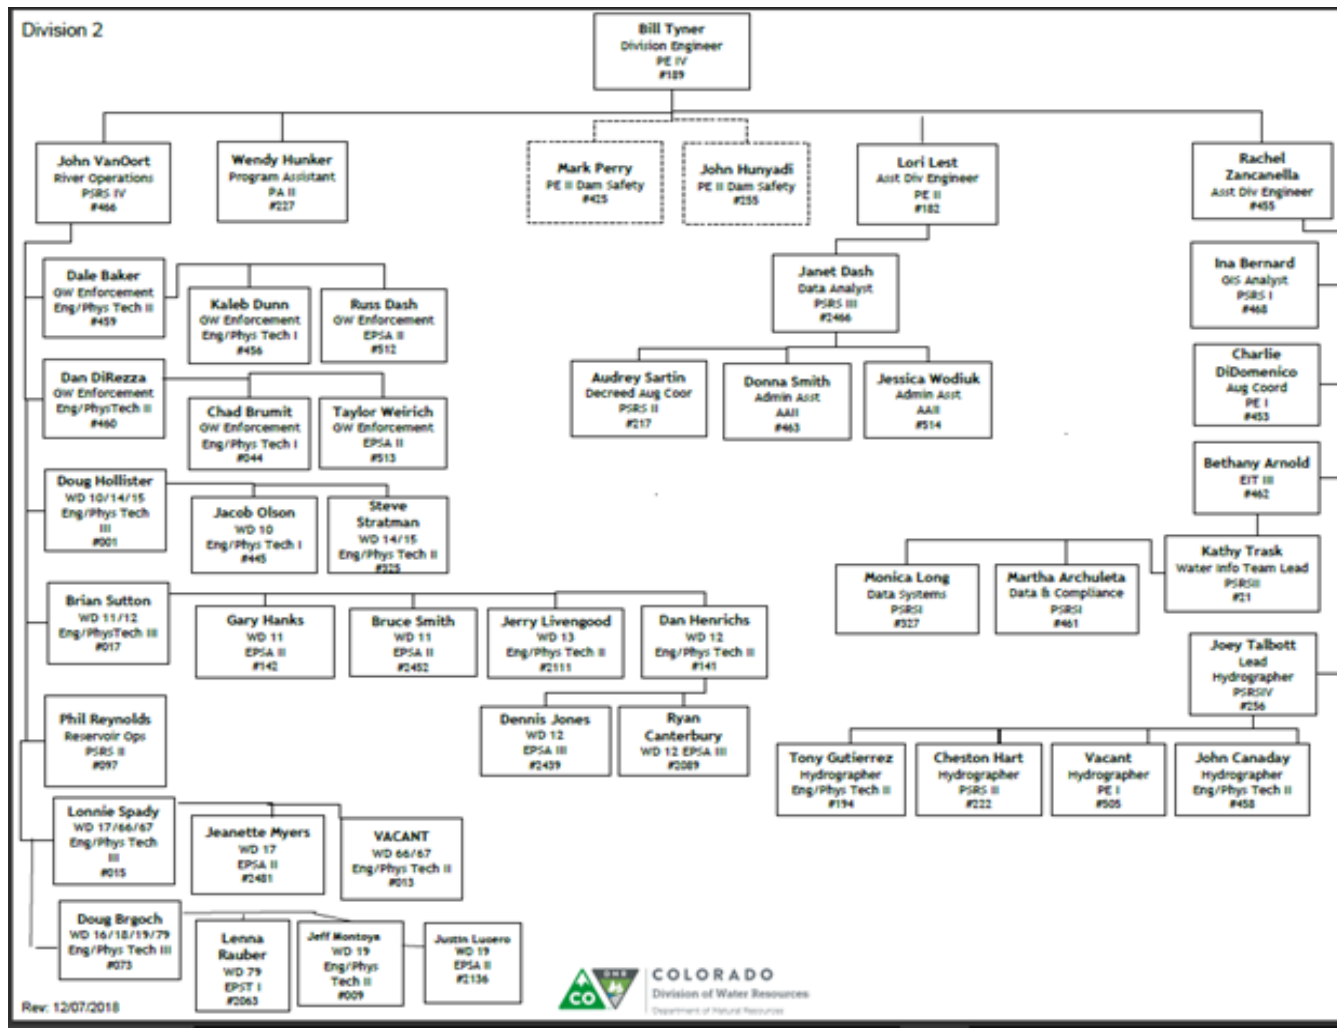 Division 2
Bill Tyner
Division Engineer
PE IV
#189
John VanOort
River Operations
PSRS IV
#466
Wendy Hunker
Program Assistant
PA II
#227
Mark Perry
PE II Dam Safety
#425
John Hunyadi
PE II Dam Safety
#255
Lori Lest
Asst Div Engineer
PE II
#182
Rachel
Zancanella
Asst Div Engineer
#455
Dale Baker
GW Enforcement
Eng/Phys Tech II
#459
Kaleb Dunn
GW Enforcement
Eng/Phys Tech I
#456
Russ Dash
GW Enforcement
EPSA II
#512
Janet Dash
Data Analyst
PSRS III
#2466
Ina Bernard
GIS Analyst
PSRS I
#468
Dan DiRezza
GW Enforcement
Eng/PhysTech II
#460
Chad Brumit
GW Enforcement
Eng/Phys Tech I
#044
Taylor Weirich
GW Enforcement
EPSA II
#513
Audrey Sartin
Decreed Aug Coor
PSRS II
#217
Donna Smith
Admin Asst
AAII
#463
Jessica Wodiuk
Admin Asst
AAII
#514
Charlie
DiDomenico
Aug Coord
PE I
#453
Doug Hollister
WD 10/14/15
Eng/Phys Tech
III
#001
Jacob Olson
WD 10
Eng/Phys Tech I
#445
Steve
Stratman
WD 14/15
Eng/Phys Tech II
#325
Bethany Arnold
EIT III
#462
Kathy Trask
Water Info Team Lead
PSRSII
#21
Monica Long
Data Systems
PSRSI
#327
Martha Archuleta
Data & Compliance
PSRSI
#461
Brian Sutton
WD 11/12
Eng/PhysTech III
#017
Gary Hanks
WD 11
EPSA III
#142
Bruce Smith
WD 11
EPSA II
#2452
Jerry Livengood
WD 13
Eng/Phys Tech II
#2111
Dan Henrichs
WD 12
Eng/Phys Tech II
#141
Joey Talbott
Lead
Hydrographer
PSRSIV
#256
Phil Reynolds
Reservoir Ops
PSRS II
#097
Dennis Jones
WD 12
EPSA III
#2439
Ryan
Canterbury
WD 12 EPSA III
#2089
Tony Gutierrez
Hydrographer
Eng/Phys Tech II
#194
Cheston Hart
Hydrographer
PSRS II
#222
Vacant
Hydrographer
PE I
#505
John Canaday
Hydrographer
Eng/Phys Tech II
#458
Lonnie Spady
WD 17/66/67
Eng/Phys Tech
III
#015
Jeanette Myers
WD 17
EPSA II
#2481
VACANT
WD 66/67
Eng/Phys Tech II
#013
Doug Brgoch
WD 16/18/19/79
Eng/Phys Tech III
#073
Lenna
Rauber
WD 79
EPST I
#2063
Jeff Montoya
WD 19
Eng/Phys
Tech II
#009
Justin Lucero
WD 19
EPSA II
#2136
CO
DNR
COLORADO
Division of Water Resources
Department of Natural Resources
Rev: 12/07/2018